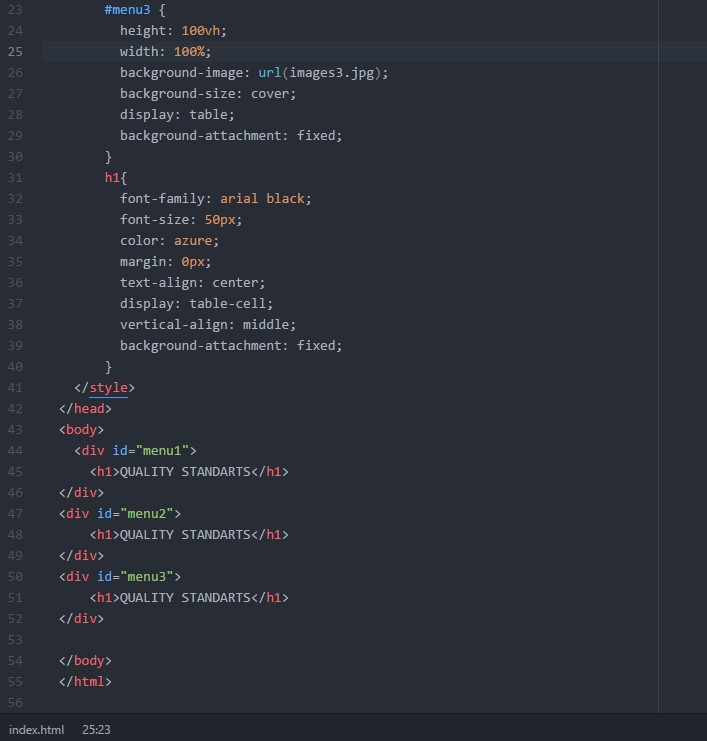 23 #menu3 {
24 height: 100vh;
25 width: 100%;
26 background-image: url(images3.jpg);
27 background-size: cover;
28 display: table;
29 background-attachment: fixed;
30 }
31 h1{
32 font-family: arial black;
33 font-size: 50px;
34 color: azure;
35 margin: 0px;
36 text-align: center;
37 display: table-cell;
38 vertical-align: middle;
39 background-attachment: fixed;
40 }
41 </style>
42 </head>
43 <body>
44 <div id="menu1">
45 <h1>QUALITY STANDARTS</h1>
46 </div>
47 <div id="menu2">
48 <h1>QUALITY STANDARTS</h1>
49 </div>
50 <div id="menu3">
51 <h1>QUALITY STANDARTS</h1>
52 </div>
53
54 </body>
55 </html>
56
index.html 25:23